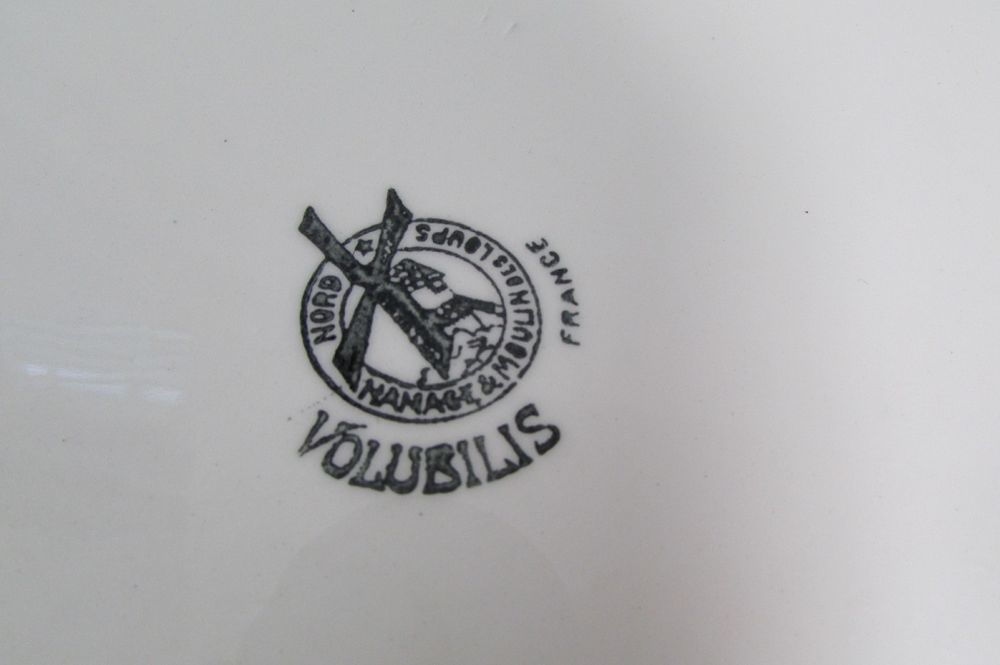 NORD
HAMAGE & MOULIN DES LOUPS
FRANCE
VOLUBILIS